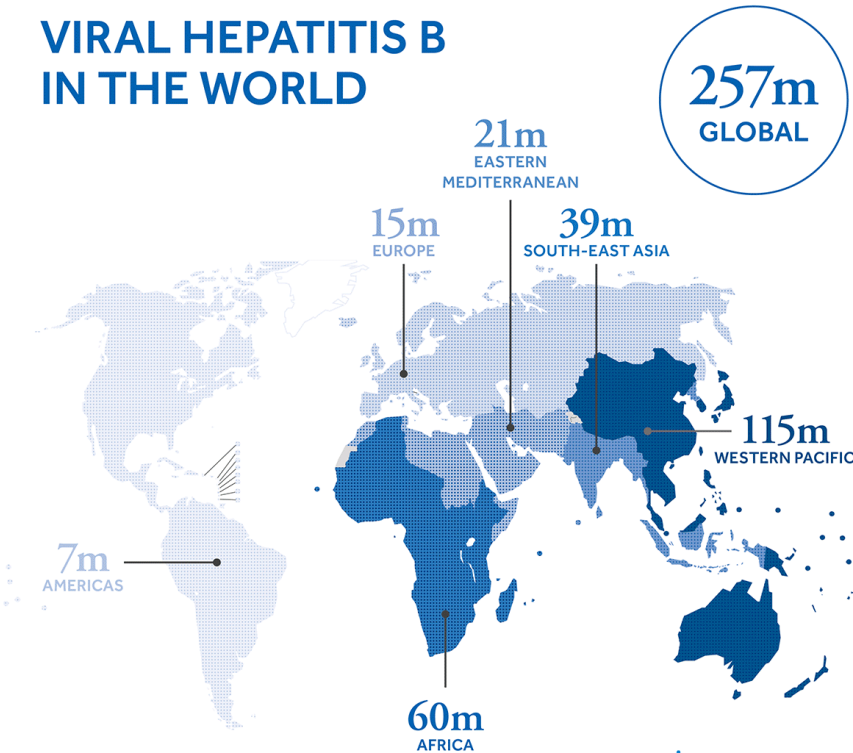 VIRAL HEPATITIS B
IN THE WORLD
257m
GLOBAL
21m
EASTERN
MEDITERRANEAN
15m
EUROPE
39m
SOUTH-EAST ASIA
115m
WESTERN PACIFIC
7m
AMERICAS
60m
AFRICA